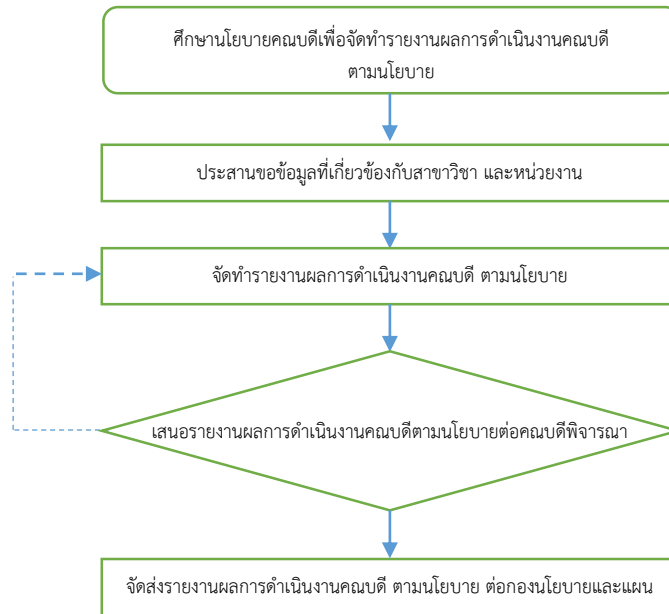 ศึกษานโยบายคณบดีเพื่อจัดทำรายงานผลการดำเนินงานคณบดี
ตามนโยบาย
ประสานขอข้อมูลที่เกี่ยวข้องกับสาขาวิชา และหน่วยงาน
จัดทำรายงานผลการดำเนินงานคณบดี ตามนโยบาย
เสนอรายงานผลการดำเนินงานคณบดีตามนโยบายต่อคณบดีพิจารณา
จัดส่งรายงานผลการดำเนินงานคณบดี ตามนโยบาย ต่อกองนโยบายและแผน